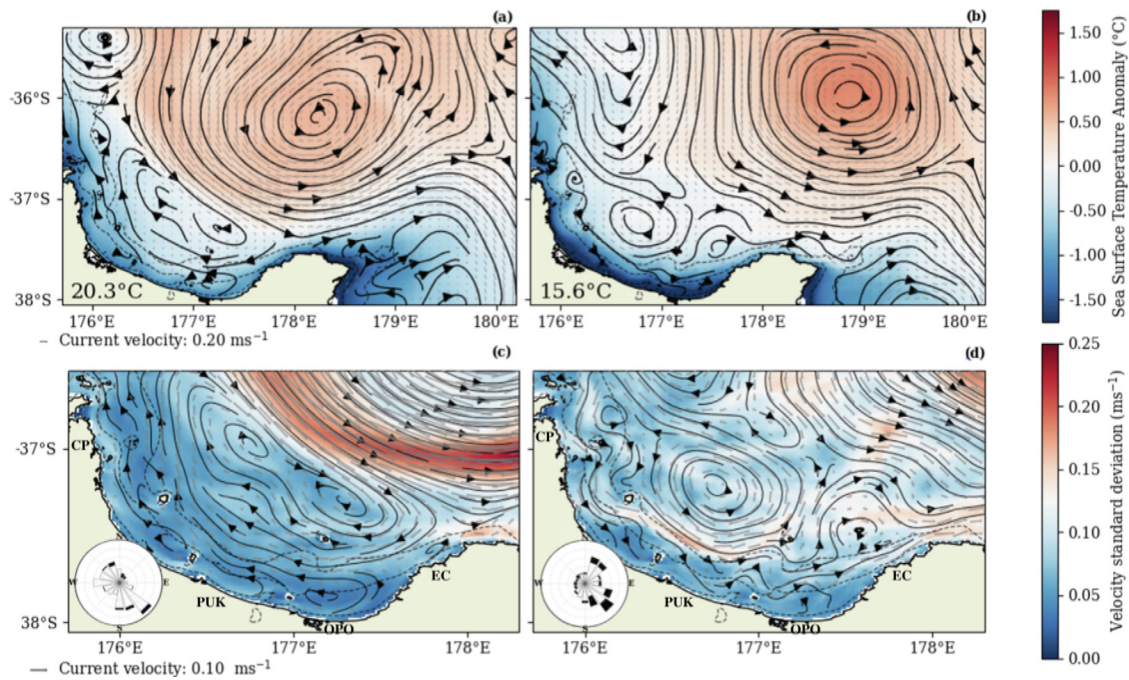 (a)
(b)
-36°S
-37°S
38°S
20.3°C
15.6°C
176°E 177°E 178°E 179°E 180°E
176°E 177°E 178°E 179°E 180°E
Current velocity: 0.20 ms⁻¹
1.50
1.00
0.50
0.00
-0.50
-1.00
-1.50
Sea Surface Temperature Anomaly (°C)
(c)
(d)
-37°S
38°S
CP
PUK
OPO
EC
W
E
S
CP
PUK
OPO
EC
W
E
S
177°E 178°E
176°E
176°E 177°E 178°E
Current velocity: 0.10 ms⁻¹
0.25
0.20
0.15
0.10
0.05
0.00
Velocity standard deviation (ms⁻¹)